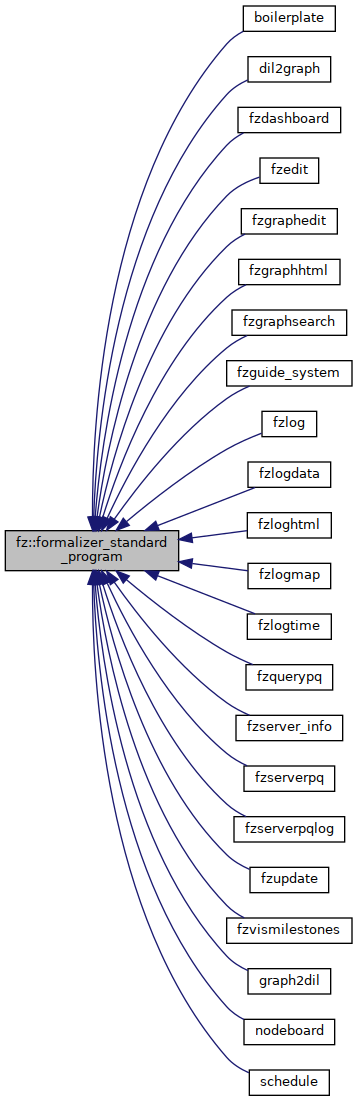 boilerplate
dil2graph
fzdashboard
fzedit
fzgraphedit
fzgraphhtml
fzgraphsearch
fzguide_system
fzlog
fzlogdata
fz::formalizer_standard
_program
fzloghtml
fzlogmap
fzlogtime
fzquerypq
fzserver_info
fzserverpq
fzserverpqlog
fzupdate
fzvismilestones
graph2dil
nodeboard
schedule